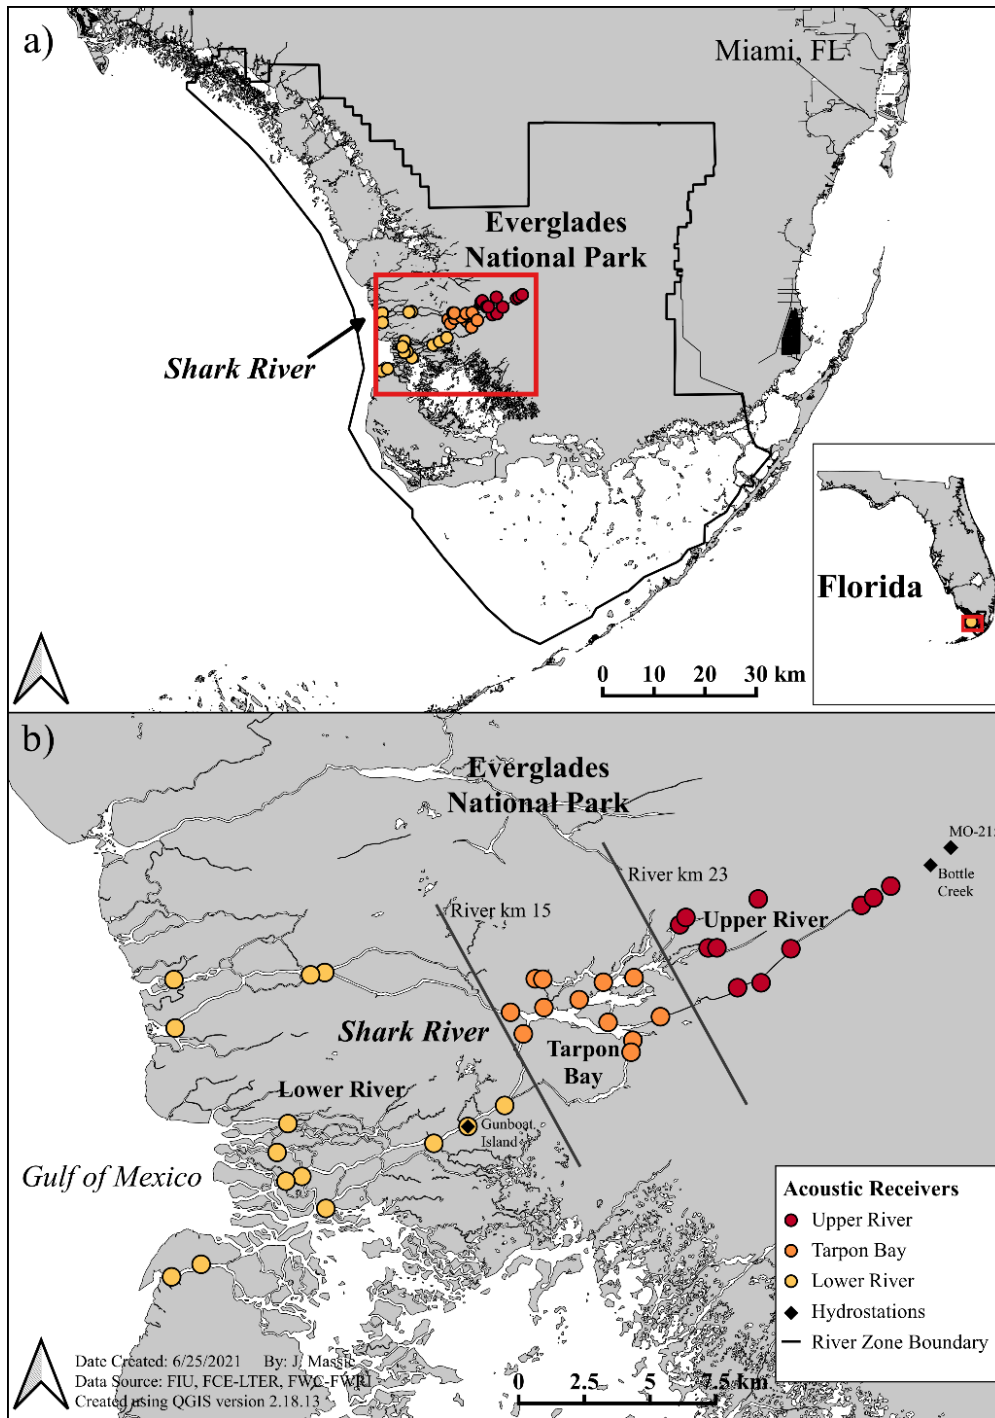 a)
Miami, FL
Everglades
National Park
Shark River
Florida
0 10 20 30 km
b)
Everglades
National Park
MO-215
River km 23
Bottle
Creek
River km 15
Upper River
Shark River
Tarpon
Bay
Lower River
Gunboat
Island
Gulf of Mexico
Acoustic Receivers
Upper River
Tarpon Bay
Lower River
Hydrostations
River Zone Boundary
Date Created: 6/25/2021 By: J. Massie
Data Source: FIU, FCE-LTER, FWC-FWRI
Created using QGIS version 2.18.13
0 2.5 5 7.5 km